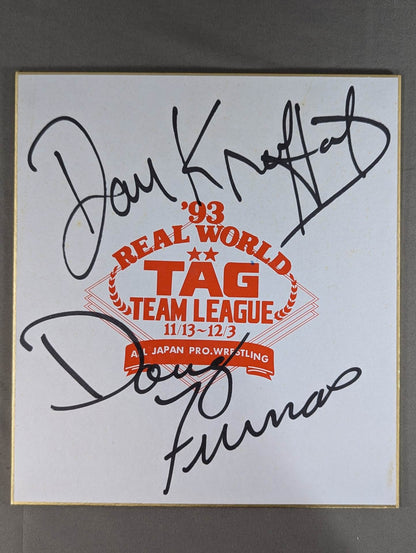 Dan Kroffat
'93
REAL WORLD
TAG
TEAM LEAGUE
11/13~12/3
ALL JAPAN PRO.WRESTLING
Doug
Furnas